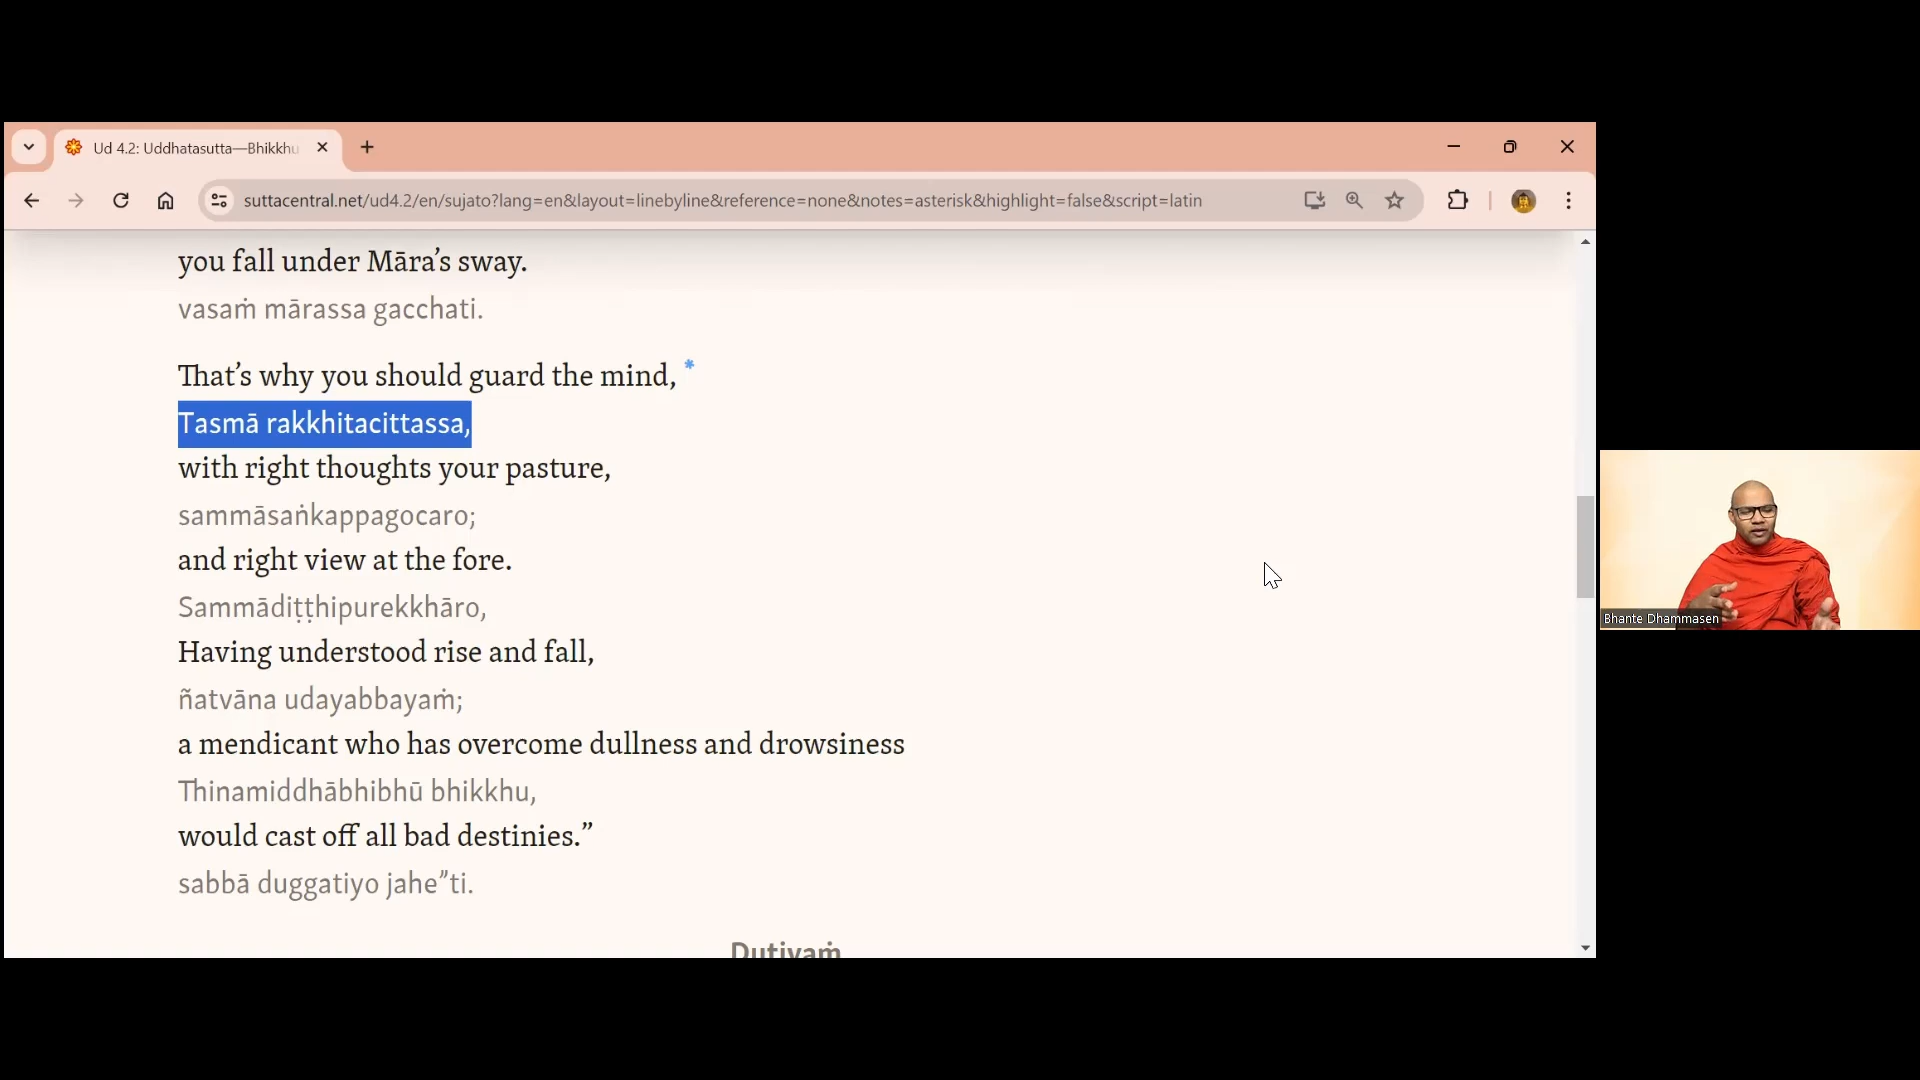 Ud 4.2: Uddhatasutta—Bhikkhu
suttacentral.net/ud4.2/en/sujato?lang=en&layout=linebyline&reference=none&notes=asterisk&highlight=false&script=latin
you fall under Māra’s sway.
vasaṁ mārassa gacchati.
That’s why you should guard the mind, *
Tasmā rakkhitacittassa,
with right thoughts your pasture,
sammāsaṅkappagocaro;
and right view at the fore.
Sammādiṭṭhipurekkhāro,
Having understood rise and fall,
ñatvāna udayabbayaṁ;
a mendicant who has overcome dullness and drowsiness
Thinamiddhābhibhū bhikkhu,
would cast off all bad destinies.”
sabbā duggatiyo jahe”ti.
Dutiyaṁ
Bhante Dhammasen